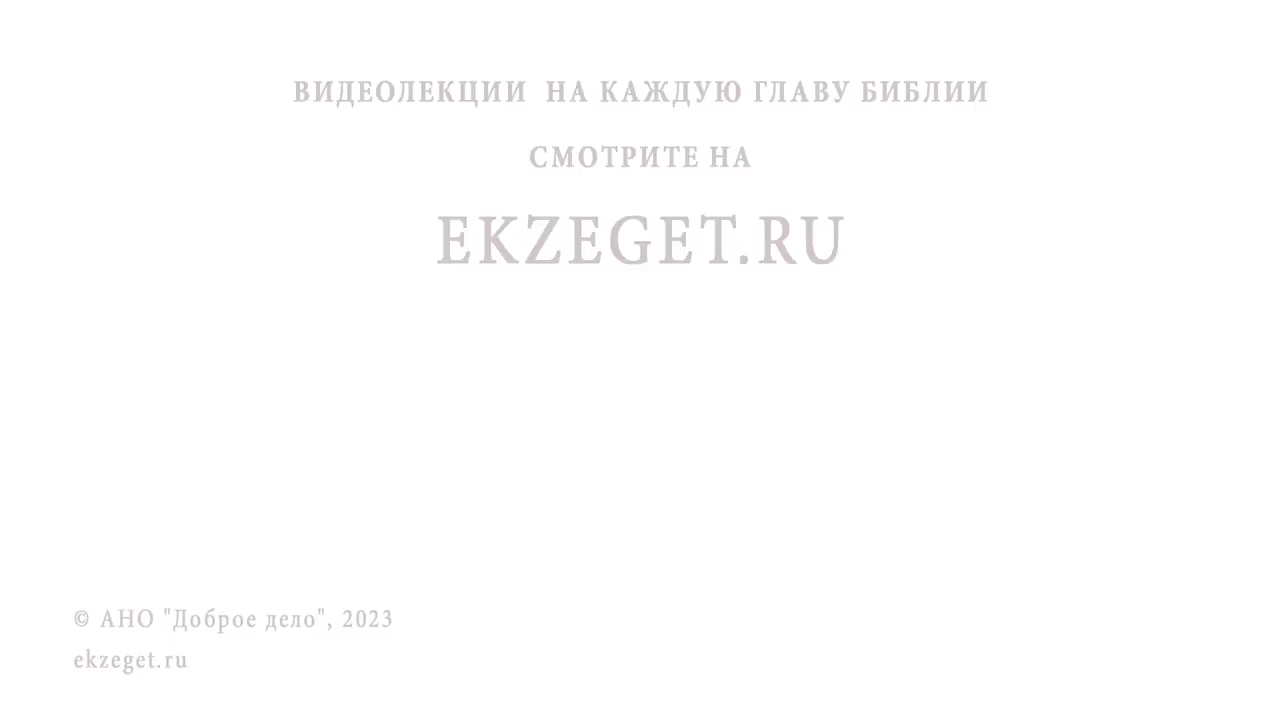 ВИДЕОЛЕКЦИИ НА КАЖДУЮ ГЛАВУ БИБЛИИ
СМОТРИТЕ НА
EKZEGET.RU
© АНО "Доброе дело", 2023
ekzeget.ru